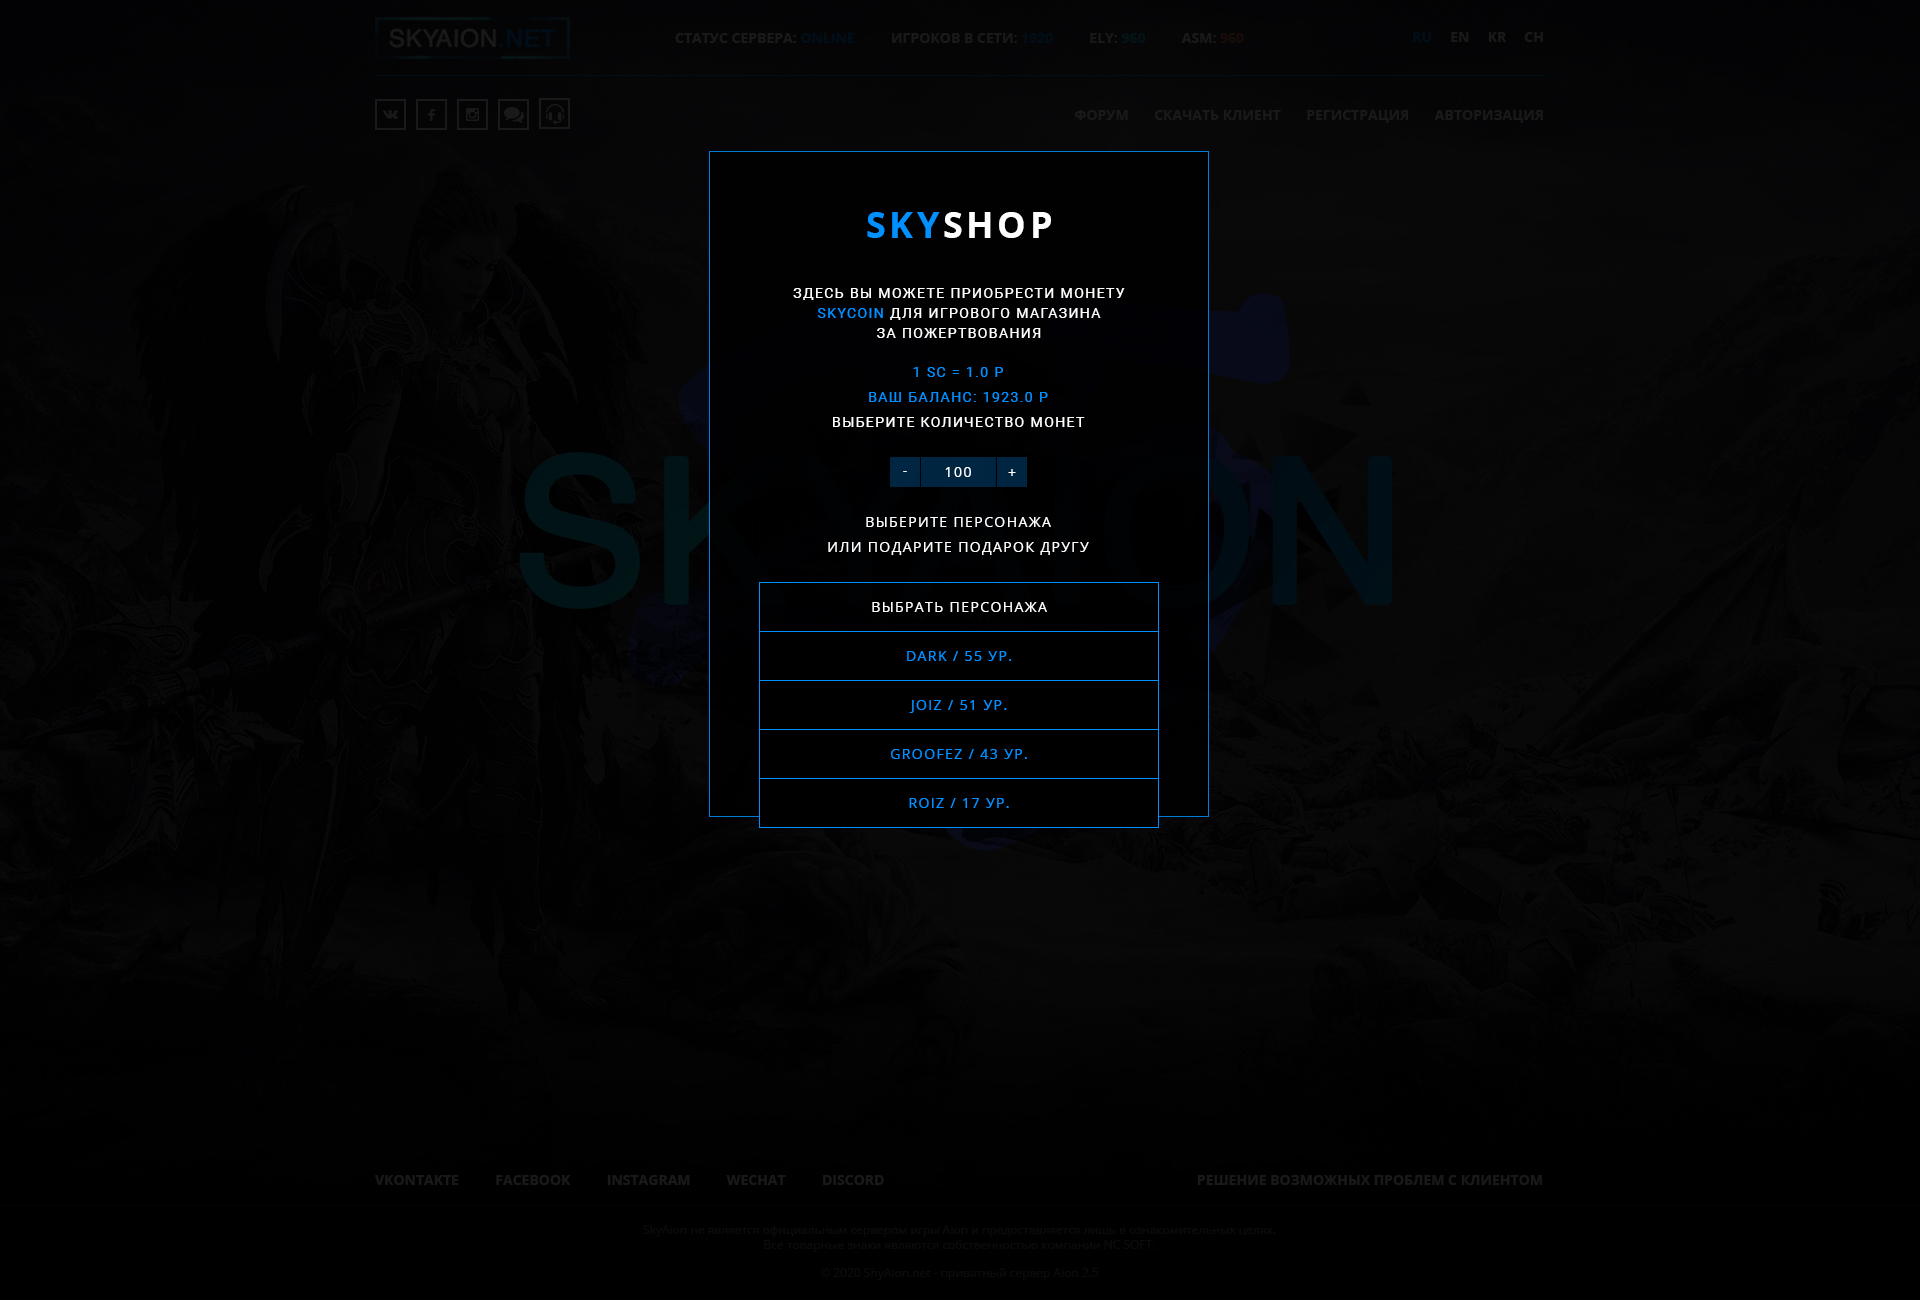 SKYAION.NET
СТАТУС СЕРВЕРА: ONLINE ИГРОКОВ В СЕТИ: 1920 ELY: 960 ASM: 960
RU EN KR CH
ФОРУМ СКАЧАТЬ КЛИЕНТ РЕГИСТРАЦИЯ АВТОРИЗАЦИЯ
SKYSHOP
ЗДЕСЬ ВЫ МОЖЕТЕ ПРИОБРЕСТИ МОНЕТУ
SKYCOIN ДЛЯ ИГРОВОГО МАГАЗИНА
ЗА ПОЖЕРТВОВАНИЯ
1 SC = 1.0 Р
ВАШ БАЛАНС: 1923.0 Р
ВЫБЕРИТЕ КОЛИЧЕСТВО МОНЕТ
- 100 +
SKYAION
ВЫБЕРИТЕ ПЕРСОНАЖА
ИЛИ ПОДАРИТЕ ПОДАРОК ДРУГУ
ВЫБРАТЬ ПЕРСОНАЖА
DARK / 55 УР.
JOIZ / 51 УР.
GROOFEZ / 43 УР.
ROIZ / 17 УР.
VKONTAKTE FACEBOOK INSTAGRAM WECHAT DISCORD
РЕШЕНИЕ ВОЗМОЖНЫХ ПРОБЛЕМ С КЛИЕНТОМ
SkyAion не является официальным сервером игры Aion и предоставляется лишь в ознакомительных целях.
Все товарные знаки являются собственностью компании NC SOFT.
© 2020 ShyAion.net - приватный сервер Aion 2.5